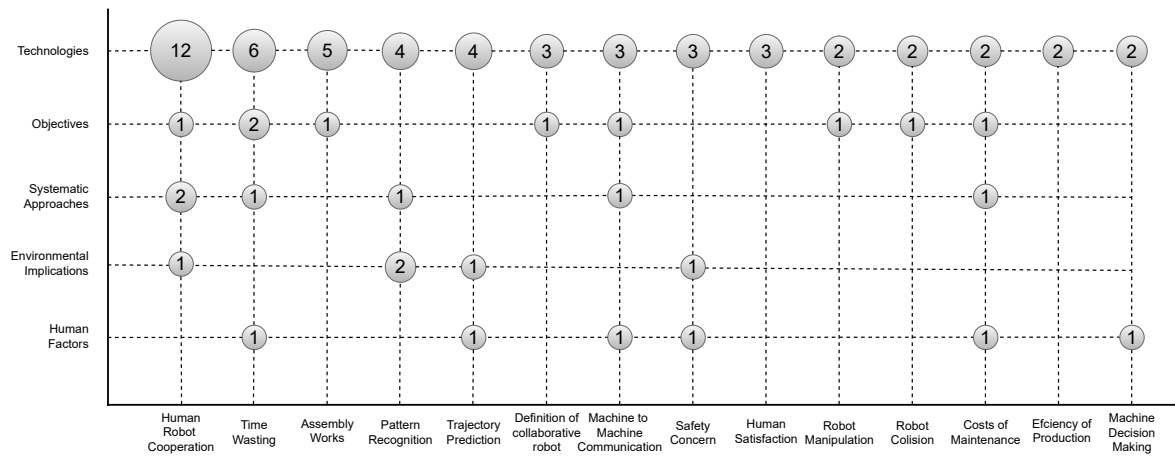 Technologies
12 6 5 4 4 3 3 3 3 2 2 2 2 2
Objectives
1 2 1 1 1 1 1 1
Systematic
Approaches
2 1 1 1 1
Environmental
Implications
1 2 1 1
Human
Factors
1 1 1 1 1 1
Human
Robot
Cooperation
Time
Wasting
Assembly
Works
Pattern
Recognition
Trajectory
Prediction
Definition of
collaborative
robot
Machine to
Machine
Communication
Safety
Concern
Human
Satisfaction
Robot
Manipulation
Robot
Colision
Costs of
Maintenance
Efciency of
Production
Machine
Decision
Making